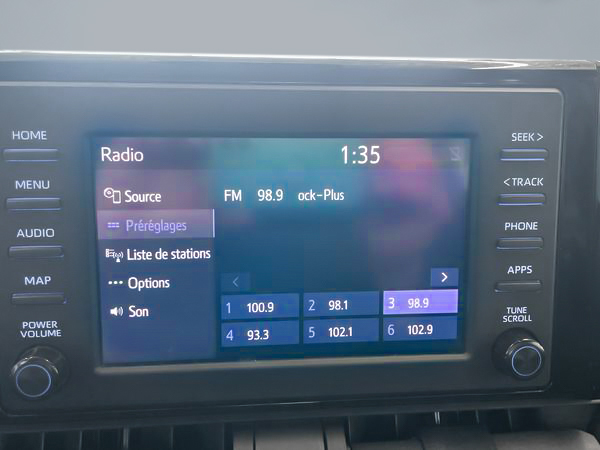 HOME
MENU
AUDIO
MAP
POWER
VOLUME
Radio 1:35
Source
Préréglages
Liste de stations
Options
Son
FM 98.9 ock-Plus
< >
1 100.9 2 98.1 3 98.9
4 93.3 5 102.1 6 102.9
SEEK >
< TRACK
PHONE
APPS
TUNE
SCROLL